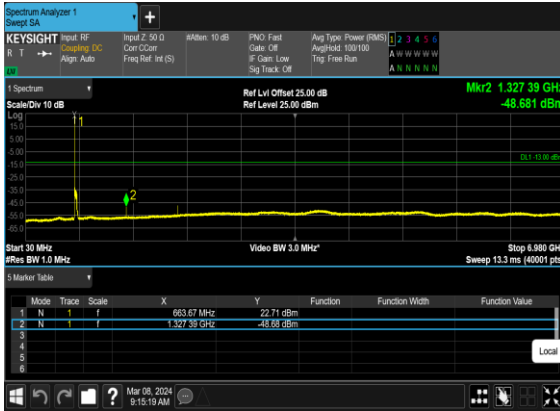 Spectrum Analyzer 1
Swept SA
+
KEYSIGHT
R T
LXI
Input: RF
Coupling: DC
Align: Auto
Input Z: 50 Ω
Corr CCorr
Freq Ref: Int (S)
#Atten: 10 dB
PNO: Fast
Gate: Off
IF Gain: Low
Sig Track: Off
Avg Type: Power (RMS)
Avg|Hold: 100/100
Trig: Free Run
1 2 3 4 5 6
A W W W W W
A N N N N N
1 Spectrum
Scale/Div 10 dB
Ref Lvl Offset 25.00 dB
Ref Level 25.00 dBm
Mkr2 1.327 39 GHz
-48.681 dBm
Log
15.0
5.00
-5.00
-15.0
-25.0
-35.0
-45.0
-55.0
-65.0
1
2
DL1 -13.00 dBm
Start 30 MHz
#Res BW 1.0 MHz
Video BW 3.0 MHz*
Stop 6.980 GH
Sweep 13.3 ms (40001 pts
5 Marker Table
Mode Trace Scale X Y Function Function Width Function Value
1 N 1 f 663.67 MHz 22.71 dBm
2 N 1 f 1.327 39 GHz -48.68 dBm
3
4
5
6
Local
?
Mar 08, 2024
9:15:19 AM